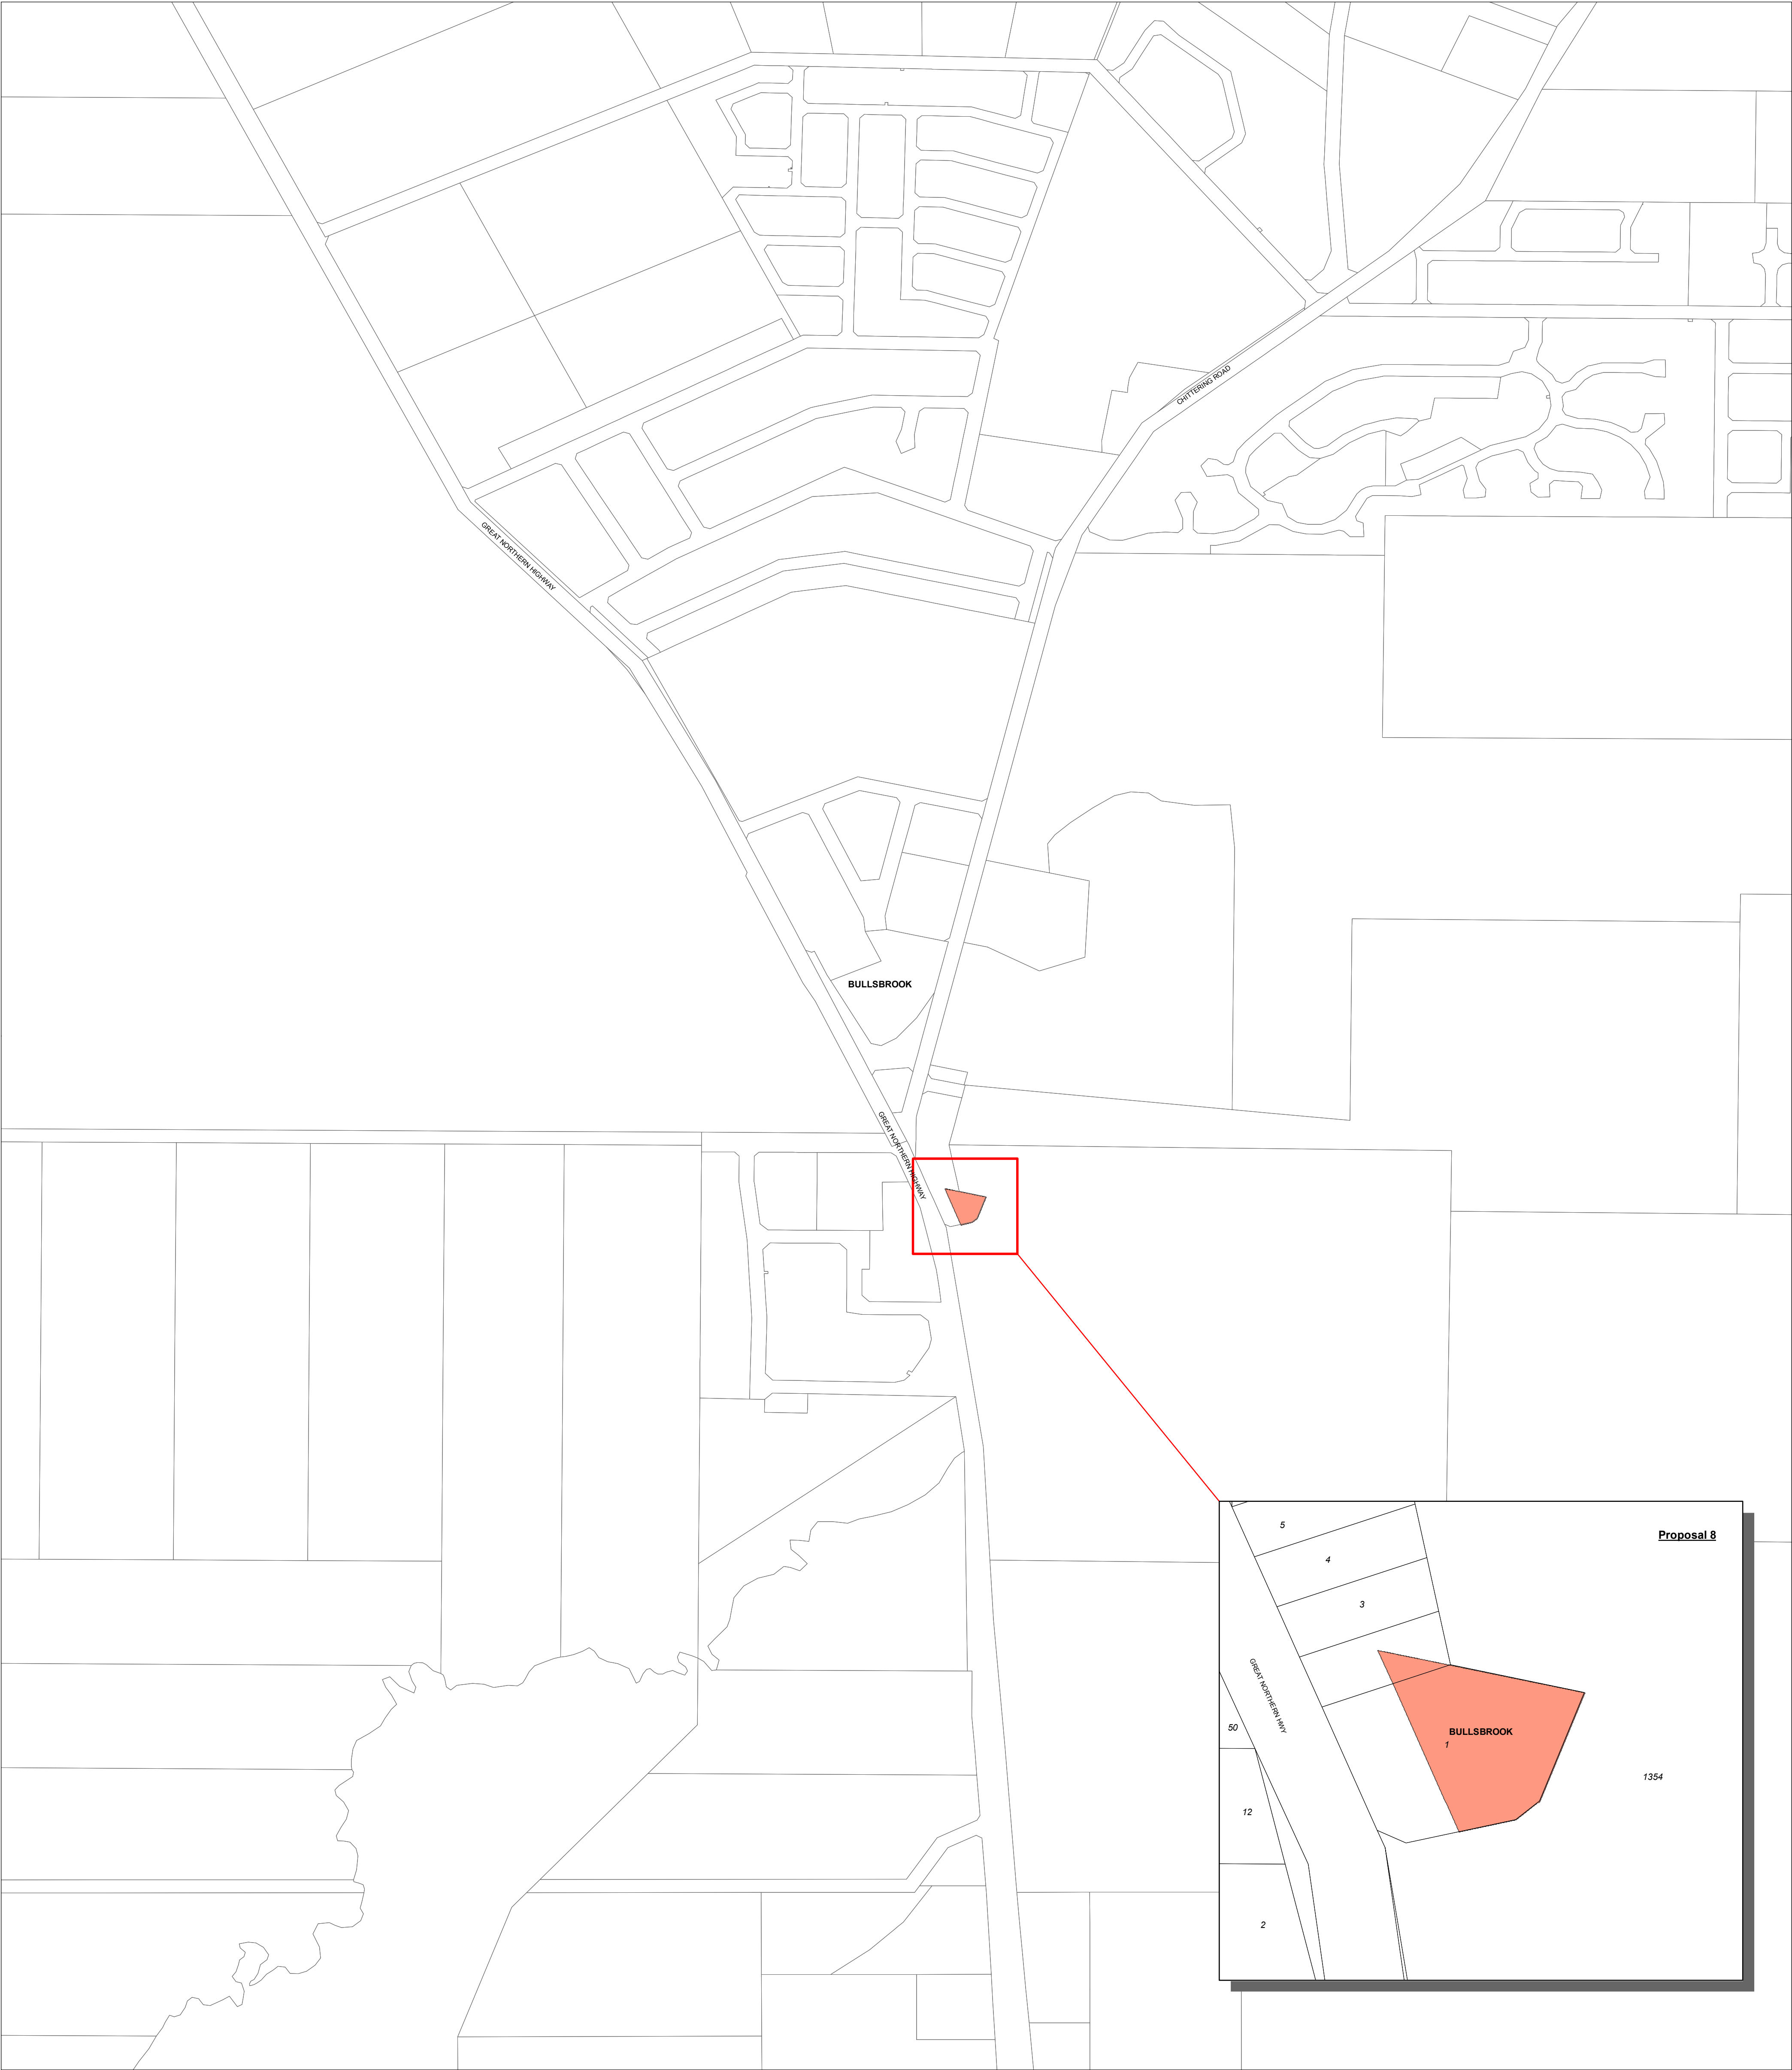 CHITTERING ROAD
GREAT NORTHERN HIGHWAY
BULLSBROOK
GREAT NORTHERN HIGHWAY
Proposal 8
5
4
3
GREAT NORTHERN HWY
50
BULLSBROOK
1
1354
12
2